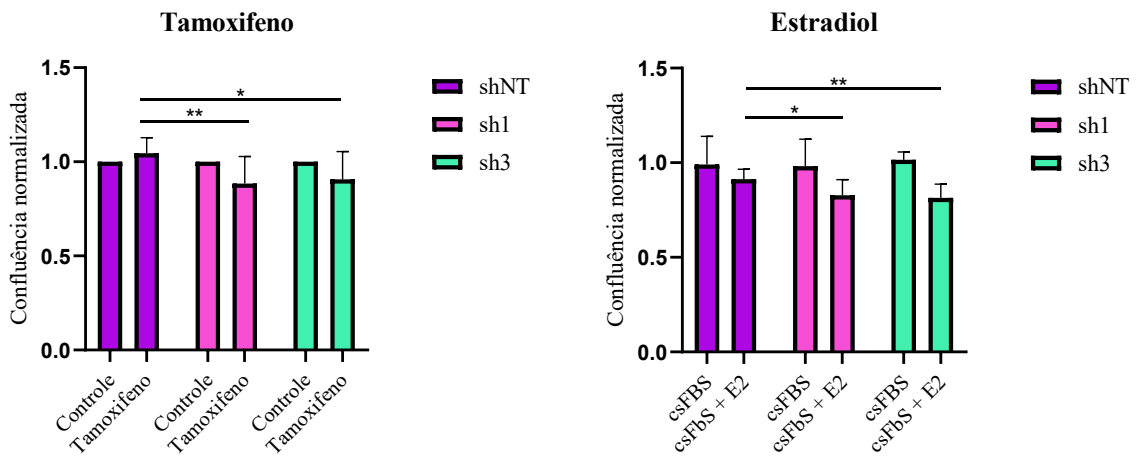 Tamoxifeno
Confluência normalizada
1.5
1.0
0.5
0.0
*
**
Controle
Tamoxifeno
Controle
Tamoxifeno
Controle
Tamoxifeno
shNT
sh1
sh3
Estradiol
Confluência normalizada
1.5
1.0
0.5
0.0
**
*
csFBS
csFbS + E2
csFBS
csFbS + E2
csFBS
csFbS + E2
shNT
sh1
sh3